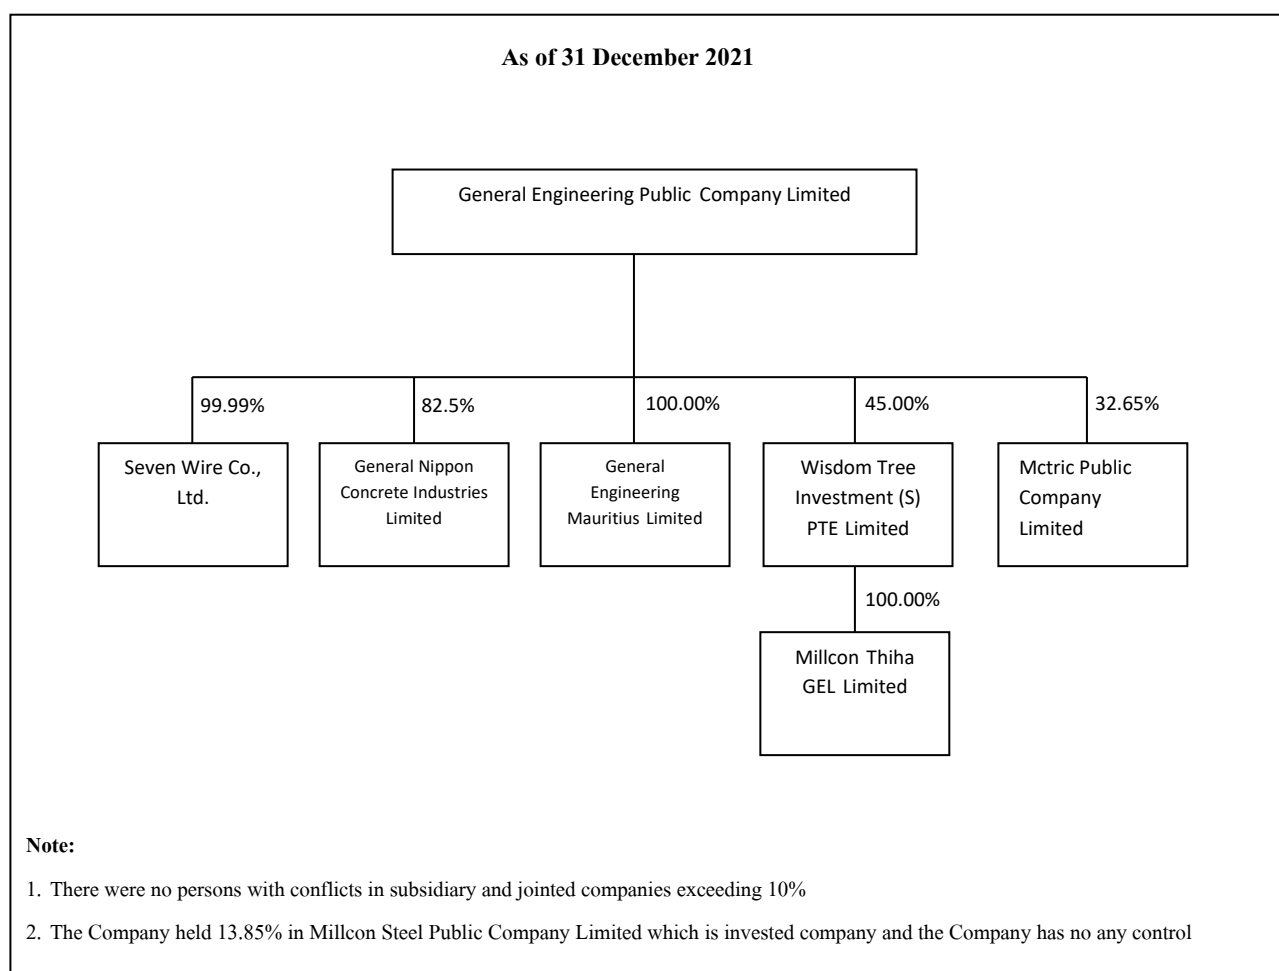 As of 31 December 2021
General Engineering Public Company Limited
99.99%
82.5%
100.00%
45.00%
32.65%
Seven Wire Co.,
Ltd.
General Nippon
Concrete Industries
Limited
General
Engineering
Mauritius Limited
Wisdom Tree
Investment (S)
PTE Limited
Mctric Public
Company
Limited
100.00%
Millcon Thiha
GEL Limited
Note:
1. There were no persons with conflicts in subsidiary and jointed companies exceeding 10%
2. The Company held 13.85% in Millcon Steel Public Company Limited which is invested company and the Company has no any control